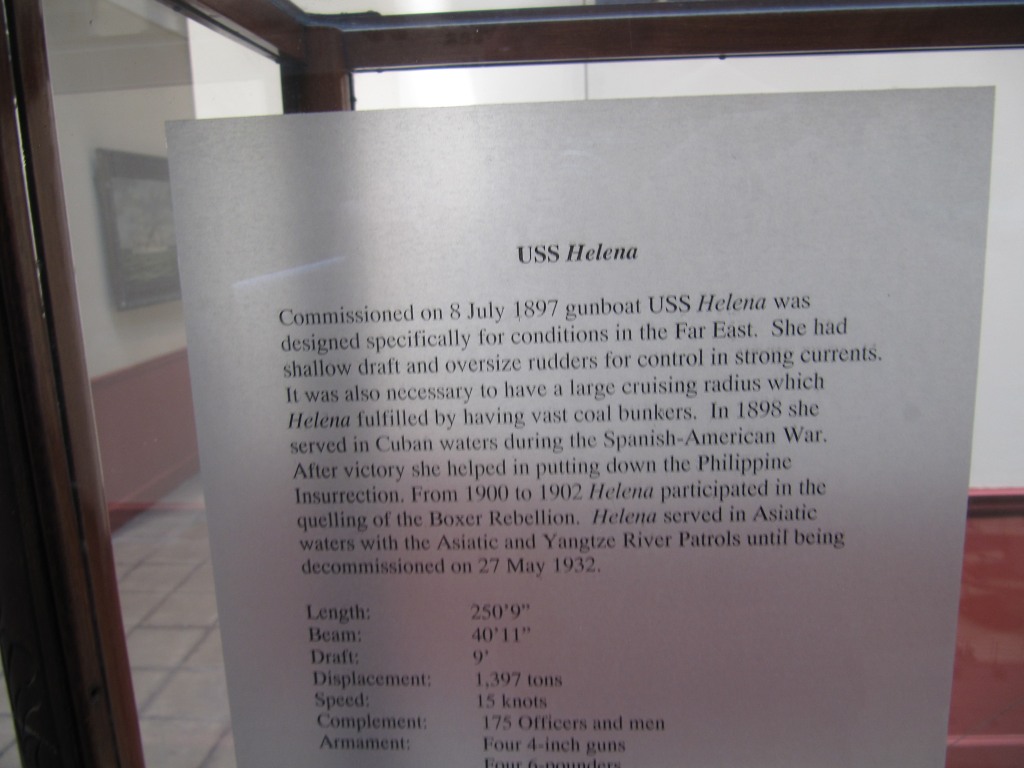 USS Helena
Commissioned on 8 July 1897 gunboat USS Helena was
designed specifically for conditions in the Far East. She had
shallow draft and oversize rudders for control in strong currents.
It was also necessary to have a large cruising radius which
Helena fulfilled by having vast coal bunkers. In 1898 she
served in Cuban waters during the Spanish-American War.
After victory she helped in putting down the Philippine
Insurrection. From 1900 to 1902 Helena participated in the
quelling of the Boxer Rebellion. Helena served in Asiatic
waters with the Asiatic and Yangtze River Patrols until being
decommissioned on 27 May 1932.
Length: 250'9"
Beam: 40'11"
Draft: 9'
Displacement: 1,397 tons
Speed: 15 knots
Complement: 175 Officers and men
Armament: Four 4-inch guns
Four 6-pounders